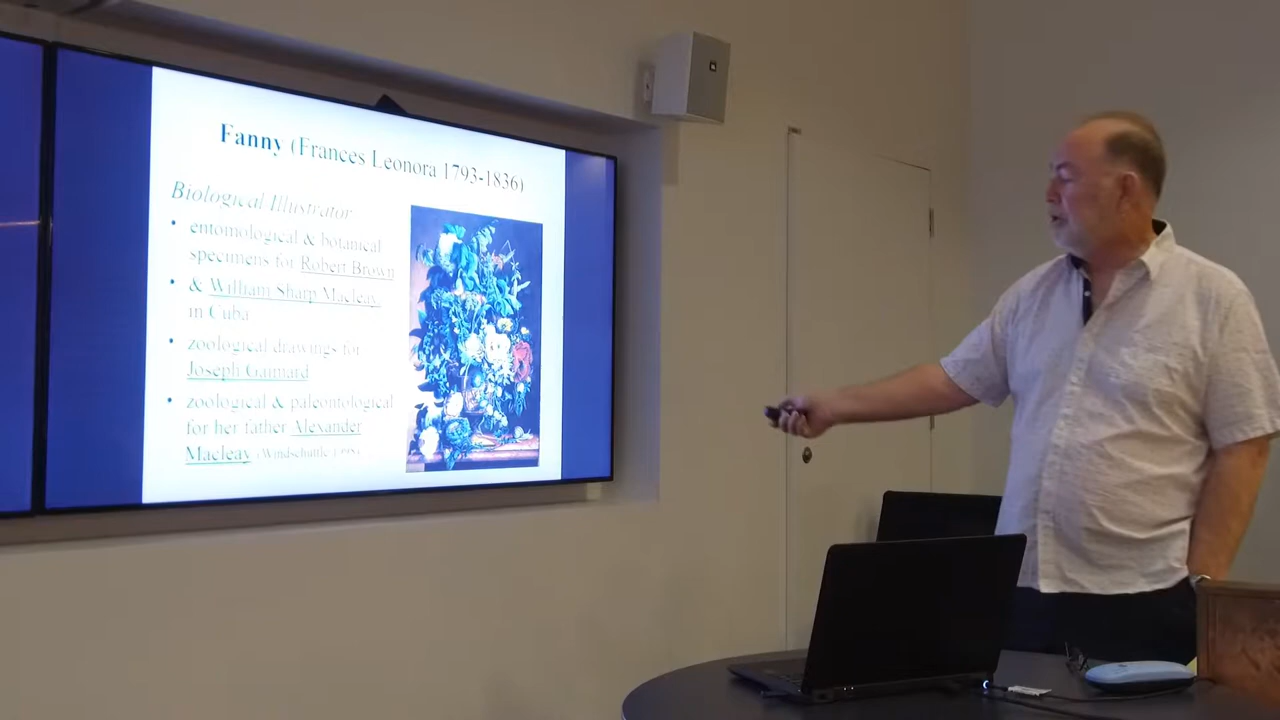 Fanny (Frances Leonora 1793-1836)
Biological Illustrator
• entomological & botanical
specimens for Robert Brown
• & William Sharp Macleay,
in Cuba
• zoological drawings for
Joseph Gaimard
• zoological & paleontological
for her father Alexander
Macleay (Windschuttle